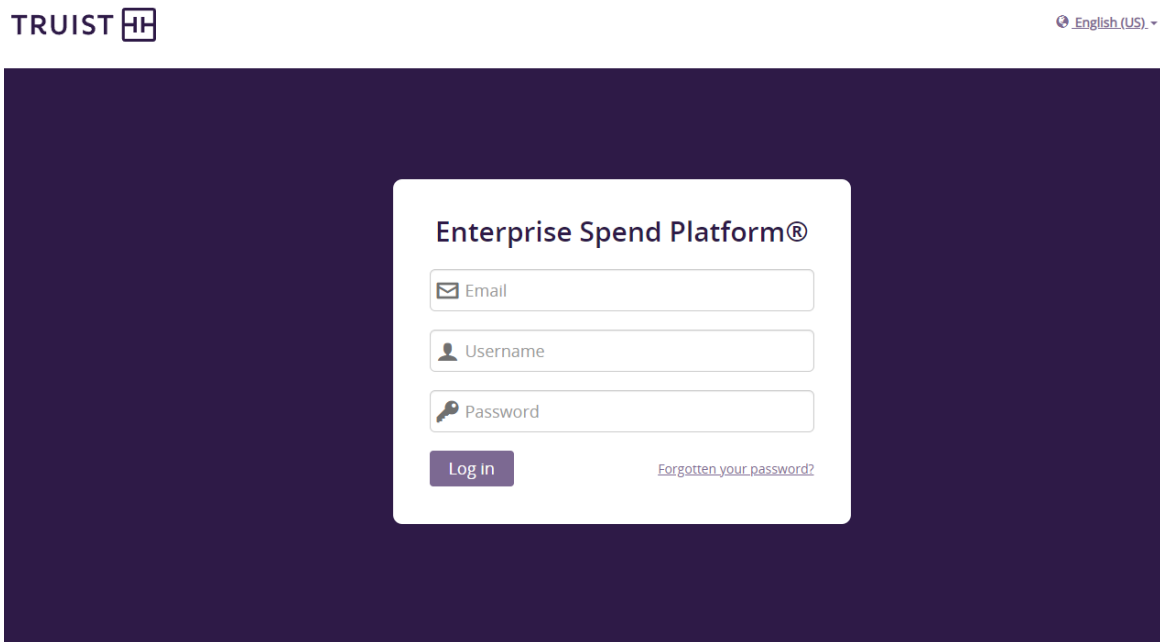 TRUIST
English (US)
Enterprise Spend Platform®
Email
Username
Password
Log in
Forgotten your password?